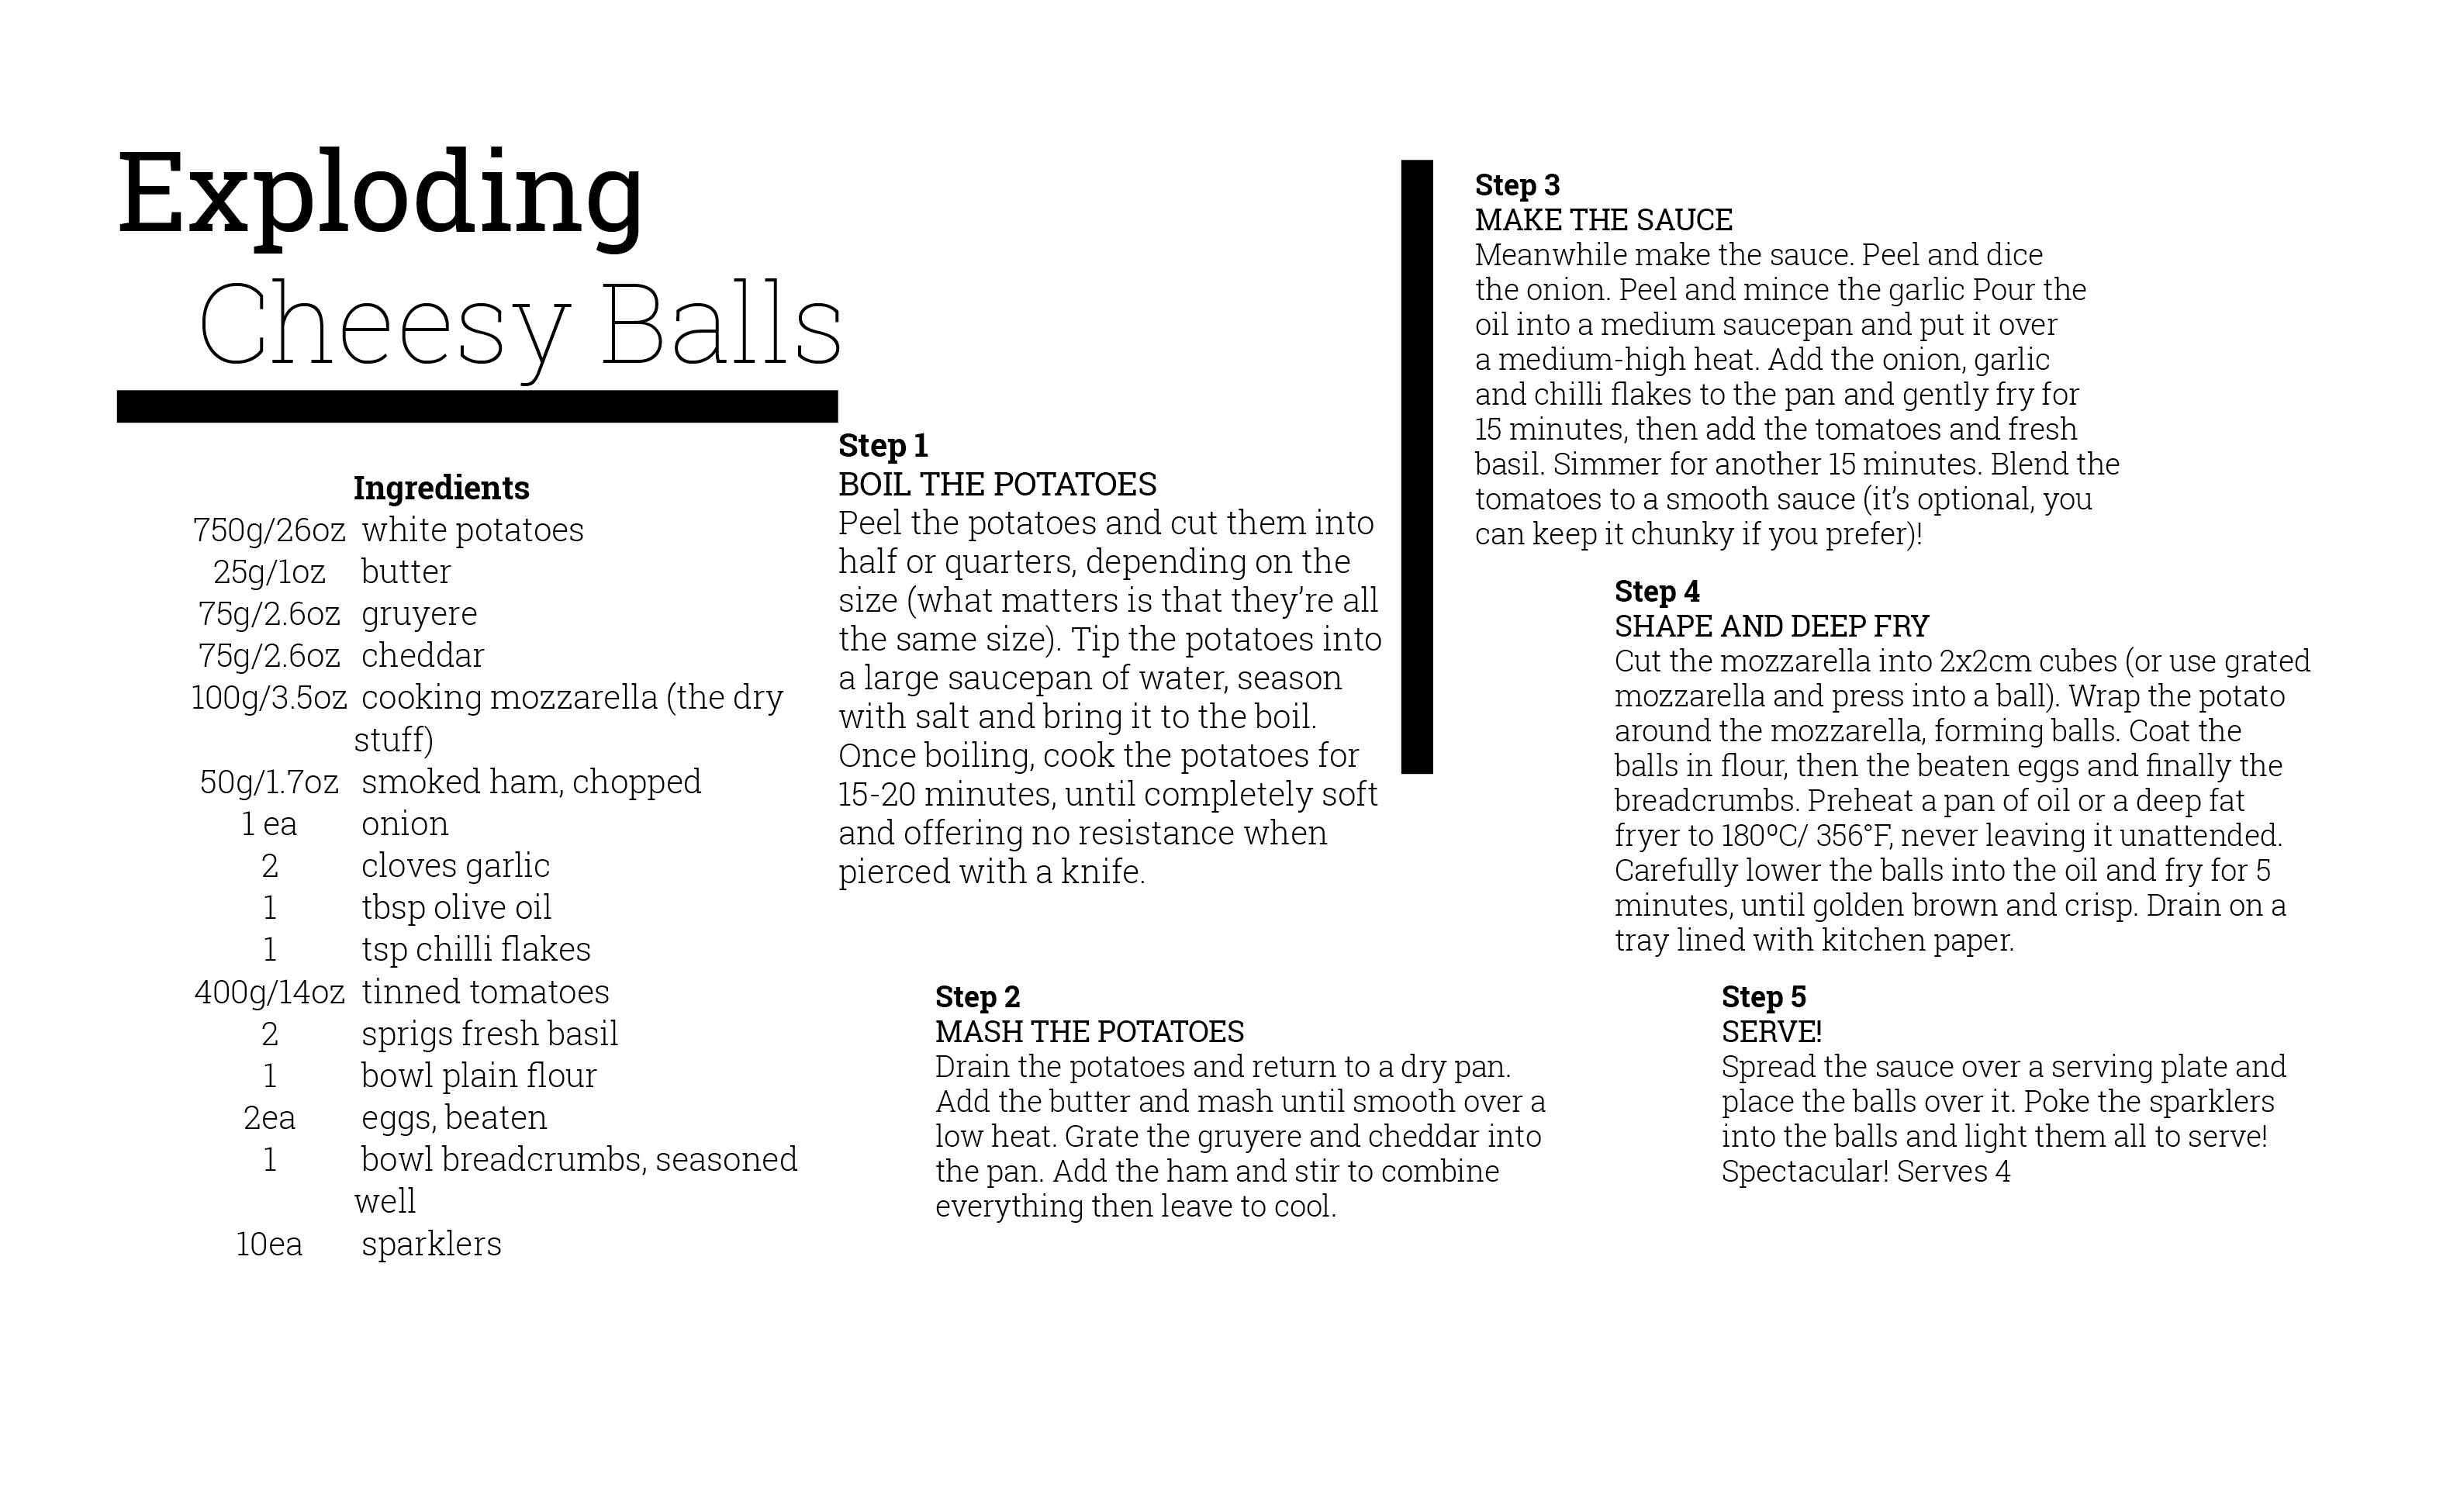 Exploding
Cheesy Balls
Ingredients
750g/26oz white potatoes
25g/1oz butter
75g/2.6oz gruyere
75g/2.6oz cheddar
100g/3.5oz cooking mozzarella (the dry
stuff)
50g/1.7oz smoked ham, chopped
1 ea onion
2 cloves garlic
1 tbsp olive oil
1 tsp chilli flakes
400g/14oz tinned tomatoes
2 sprigs fresh basil
1 bowl plain flour
2ea eggs, beaten
1 bowl breadcrumbs, seasoned
well
10ea sparklers
Step 1
BOIL THE POTATOES
Peel the potatoes and cut them into
half or quarters, depending on the
size (what matters is that they’re all
the same size). Tip the potatoes into
a large saucepan of water, season
with salt and bring it to the boil.
Once boiling, cook the potatoes for
15-20 minutes, until completely soft
and offering no resistance when
pierced with a knife.
Step 2
MASH THE POTATOES
Drain the potatoes and return to a dry pan.
Add the butter and mash until smooth over a
low heat. Grate the gruyere and cheddar into
the pan. Add the ham and stir to combine
everything then leave to cool.
Step 3
MAKE THE SAUCE
Meanwhile make the sauce. Peel and dice
the onion. Peel and mince the garlic Pour the
oil into a medium saucepan and put it over
a medium-high heat. Add the onion, garlic
and chilli flakes to the pan and gently fry for
15 minutes, then add the tomatoes and fresh
basil. Simmer for another 15 minutes. Blend the
tomatoes to a smooth sauce (it’s optional, you
can keep it chunky if you prefer)!
Step 4
SHAPE AND DEEP FRY
Cut the mozzarella into 2x2cm cubes (or use grated
mozzarella and press into a ball). Wrap the potato
around the mozzarella, forming balls. Coat the
balls in flour, then the beaten eggs and finally the
breadcrumbs. Preheat a pan of oil or a deep fat
fryer to 180ºC/ 356°F, never leaving it unattended.
Carefully lower the balls into the oil and fry for 5
minutes, until golden brown and crisp. Drain on a
tray lined with kitchen paper.
Step 5
SERVE!
Spread the sauce over a serving plate and
place the balls over it. Poke the sparklers
into the balls and light them all to serve!
Spectacular! Serves 4